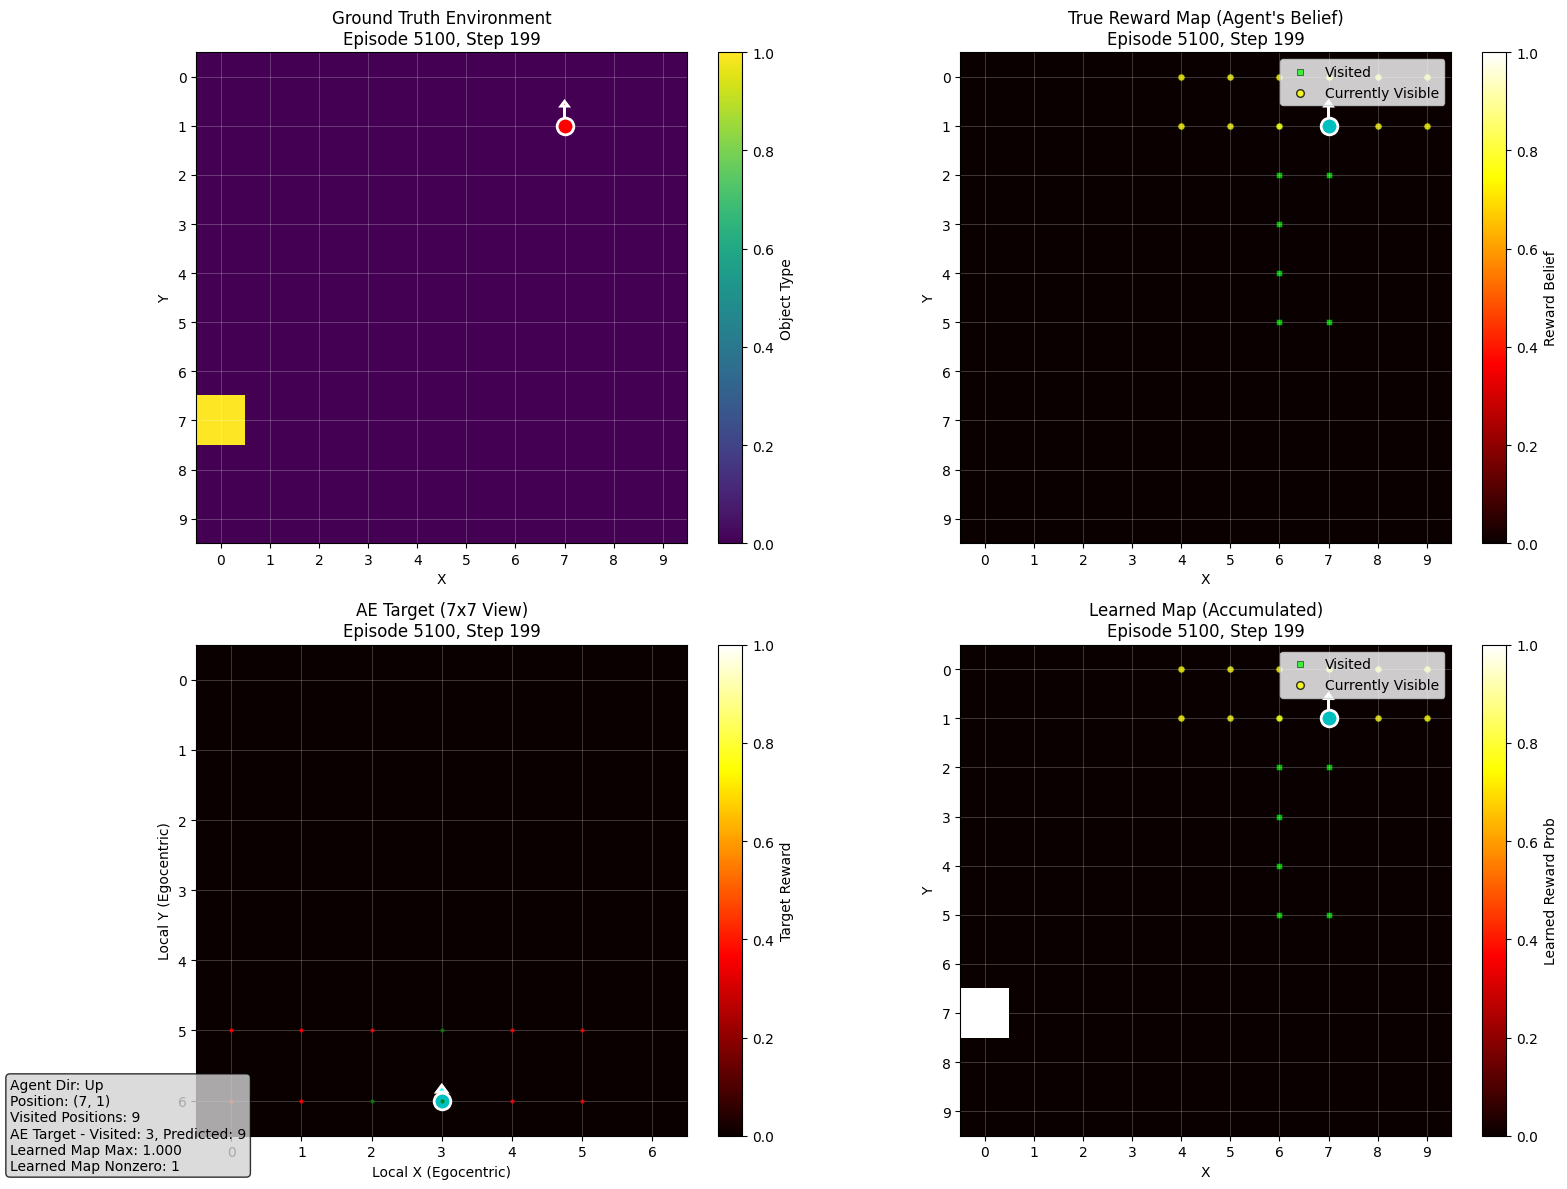 Ground Truth Environment
Episode 5100, Step 199
0
1
2
3
4
5
6
7
8
9
Y
0 1 2 3 4 5 6 7 8 9
X
1.0
0.8
0.6
0.4
0.2
0.0
Object Type
True Reward Map (Agent's Belief)
Episode 5100, Step 199
Visited
Currently Visible
0
1
2
3
4
5
6
7
8
9
Y
0 1 2 3 4 5 6 7 8 9
X
1.0
0.8
0.6
0.4
0.2
0.0
Reward Belief
AE Target (7x7 View)
Episode 5100, Step 199
0
1
2
3
4
5
6
Local Y (Egocentric)
0 1 2 3 4 5 6
Local X (Egocentric)
1.0
0.8
0.6
0.4
0.2
0.0
Target Reward
Agent Dir: Up
Position: (7, 1)
Visited Positions: 9
AE Target - Visited: 3, Predicted: 9
Learned Map Max: 1.000
Learned Map Nonzero: 1
Learned Map (Accumulated)
Episode 5100, Step 199
Visited
Currently Visible
0
1
2
3
4
5
6
7
8
9
Y
0 1 2 3 4 5 6 7 8 9
X
1.0
0.8
0.6
0.4
0.2
0.0
Learned Reward Prob